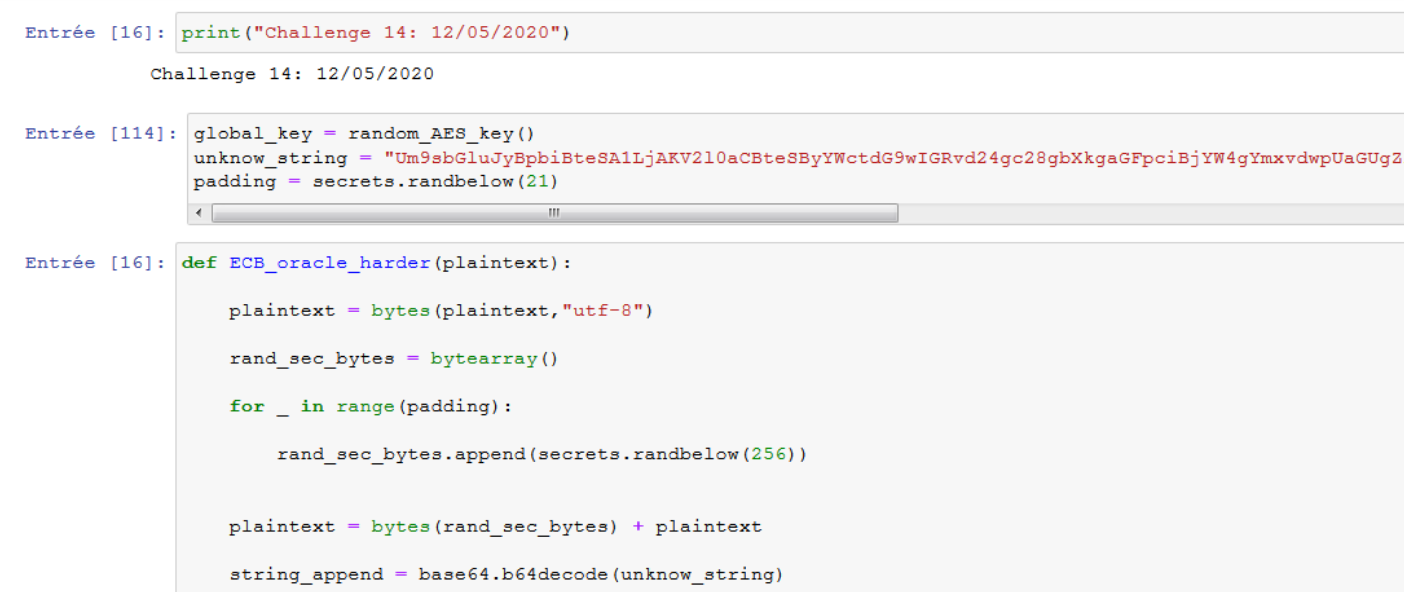 Entrée [16]: print("Challenge 14: 12/05/2020")
Challenge 14: 12/05/2020
Entrée [114]: global_key = random_AES_key()
unknow_string = "Um9sbGluJyBpbiBteSA1LjAKV2l0aCBteSByYWctdG9wIGRvd24gc28gbXkgaGFpciBjYW4gYmxvdwpUaGUgZ
padding = secrets.randbelow(21)
Entrée [16]: def ECB_oracle_harder(plaintext):
plaintext = bytes(plaintext,"utf-8")
rand_sec_bytes = bytearray()
for _ in range(padding):
rand_sec_bytes.append(secrets.randbelow(256))
plaintext = bytes(rand_sec_bytes) + plaintext
string_append = base64.b64decode(unknow_string)